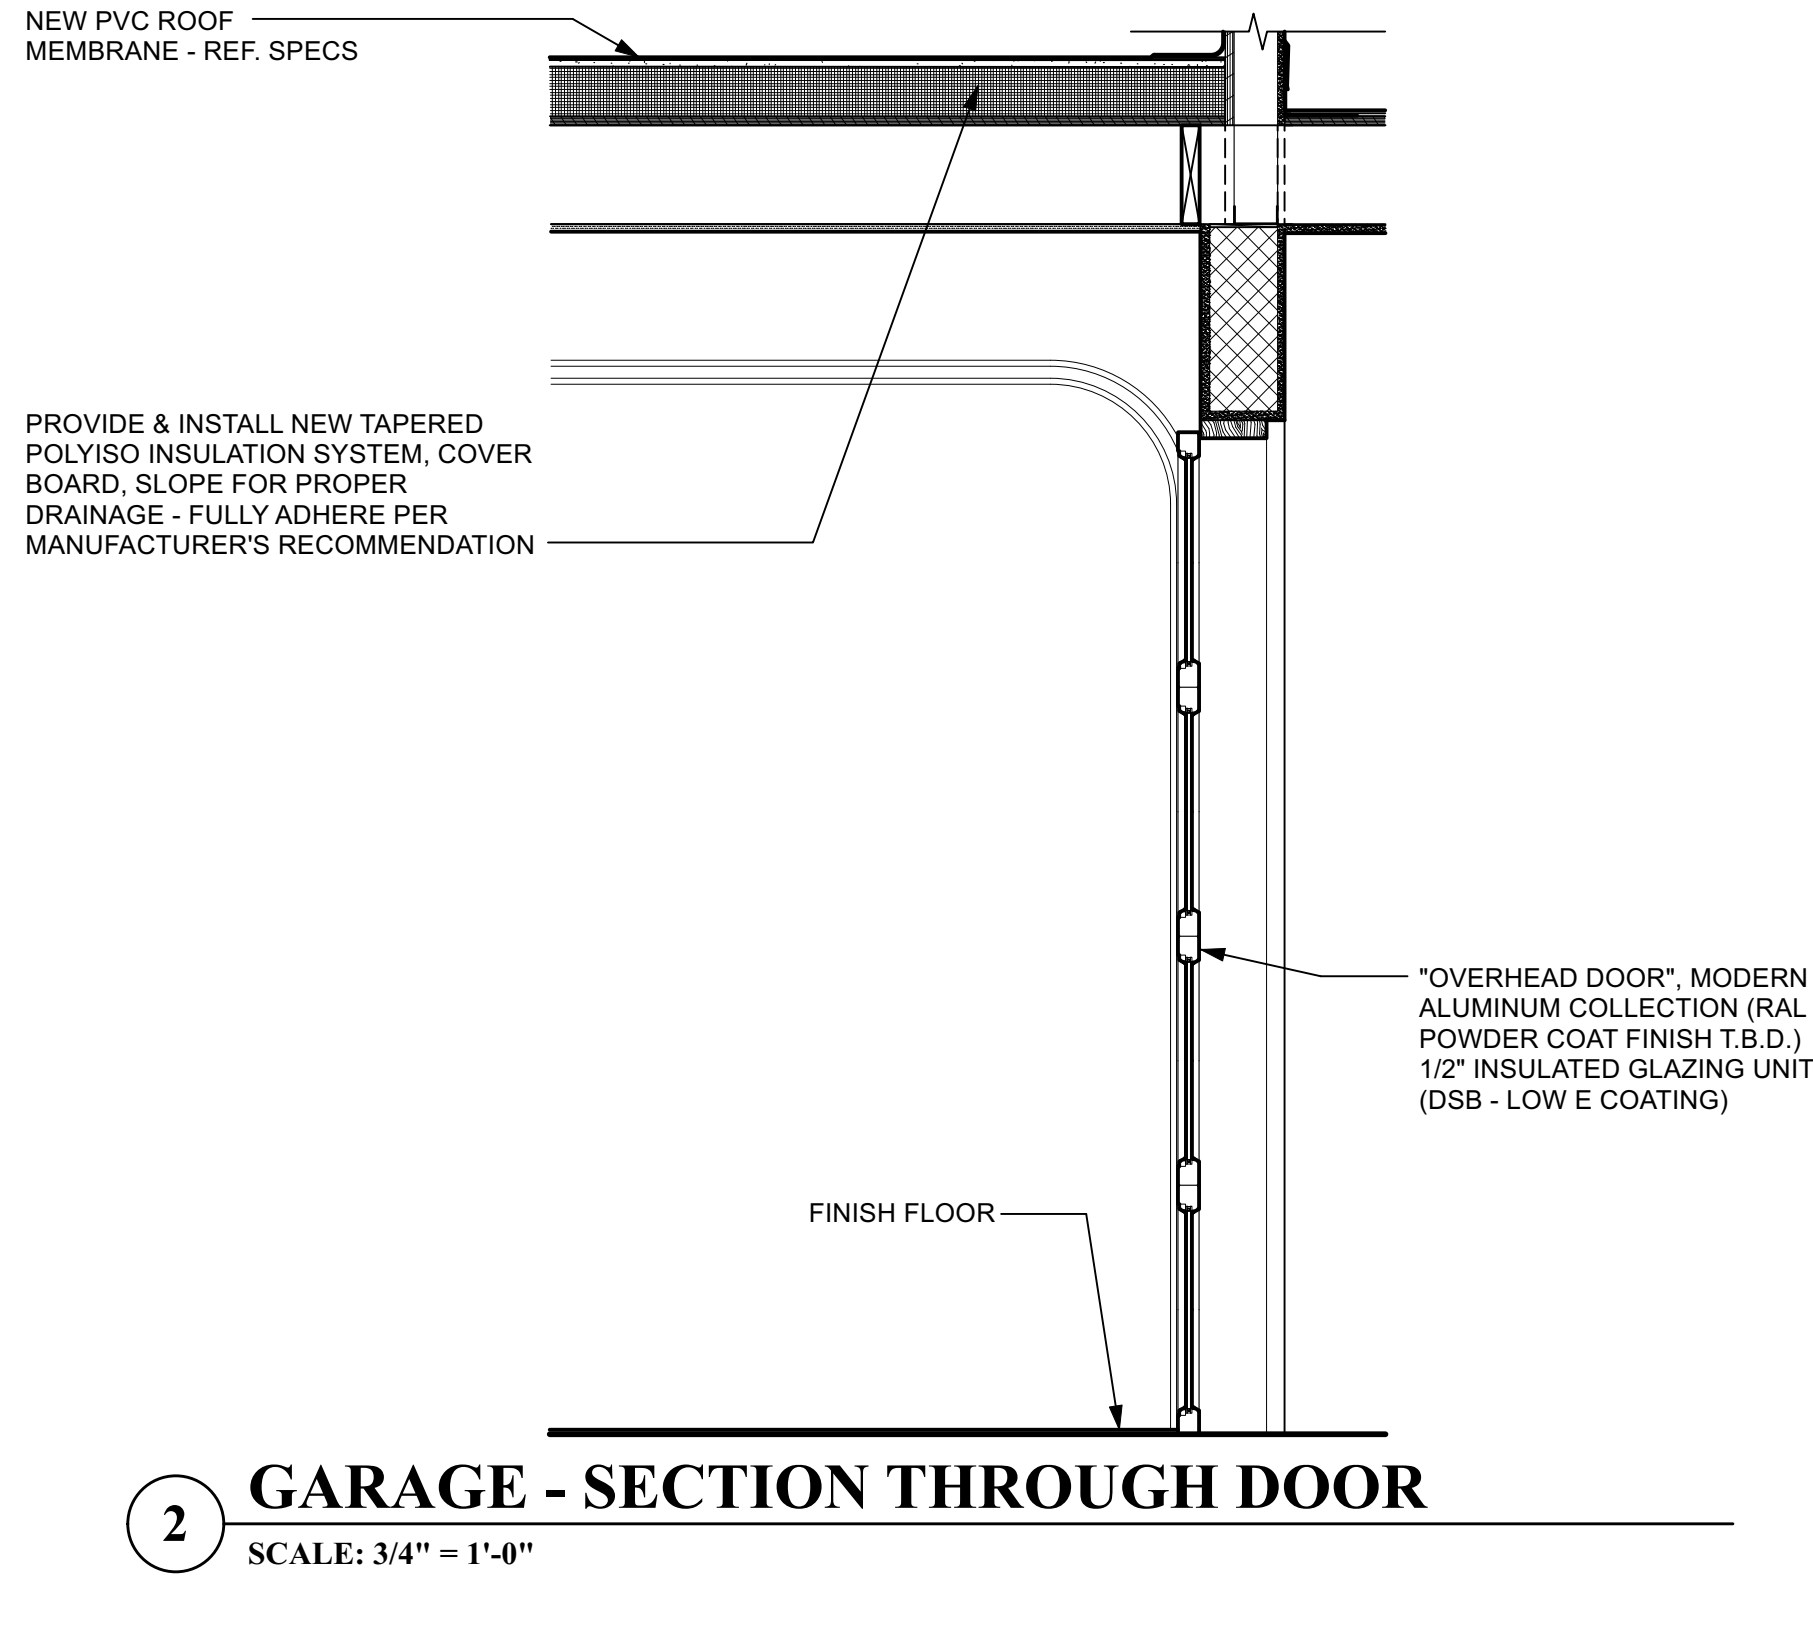 NEW PVC ROOF
MEMBRANE - REF. SPECS
PROVIDE & INSTALL NEW TAPERED
POLYISO INSULATION SYSTEM, COVER
BOARD, SLOPE FOR PROPER
DRAINAGE - FULLY ADHERE PER
MANUFACTURER'S RECOMMENDATION
"OVERHEAD DOOR", MODERN
ALUMINUM COLLECTION (RAL
POWDER COAT FINISH T.B.D.)
1/2" INSULATED GLAZING UNIT
(DSB - LOW E COATING)
FINISH FLOOR
2
GARAGE - SECTION THROUGH DOOR
SCALE: 3/4" = 1'-0"